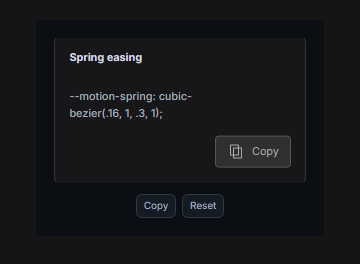 Spring easing
--motion-spring: cubic-
bezier(.16, 1, .3, 1);
Copy
Copy
Reset